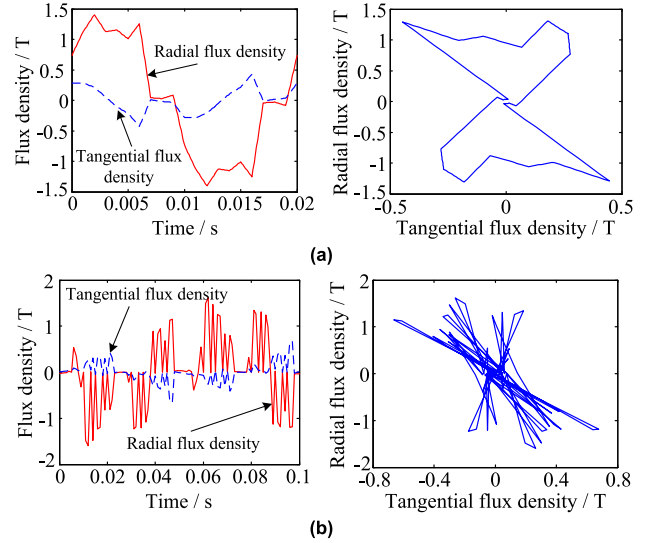 1.5
1
0.5
0
0.5
-1
-1.5
0
0.005
0.01
0.015
0.02
Flux density / T
Time / s
Radial flux density
Tangential flux
density
1.5
1
0.5
0
0.5
-1
1.5
-0.5
0
0.5
Radial flux density / T
Tangential flux density / T
(a)
2
1
0
-1
-2
0
0.02
0.04
0.06
0.08
0.1
Flux density / T
Time / s
Tangential flux density
Radial flux density
2
1
0
-1
-2
-0.8
-0.4
0
0.4
0.8
Radial flux density / T
Tangential flux density / T
(b)